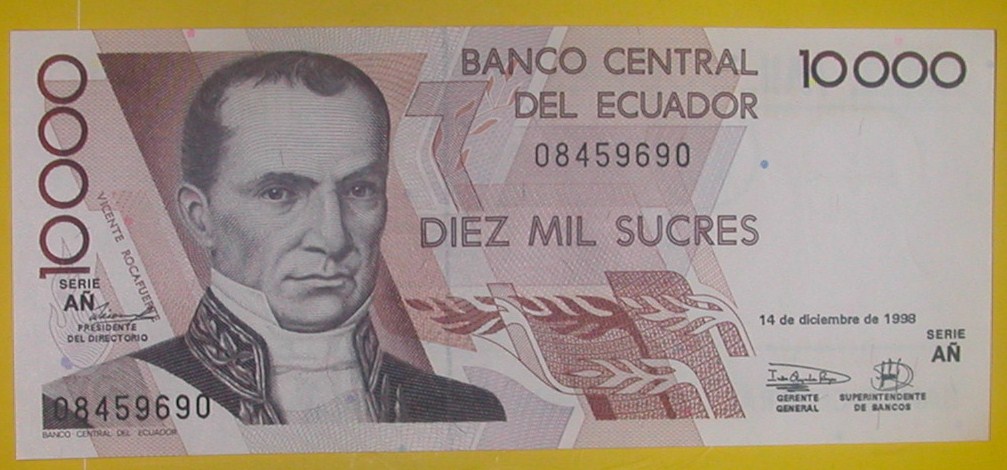 10000
VICENTE ROCAFUERTE
SERIE
AÑ
PRESIDENTE
DEL DIRECTORIO
08459690
BANCO CENTRAL DEL ECUADOR
BANCO CENTRAL
DEL ECUADOR
10000
08459690
DIEZ MIL SUCRES
14 de diciembre de 1998
SERIE
AÑ
GERENTE
GENERAL
SUPERINTENDENTE
DE BANCOS